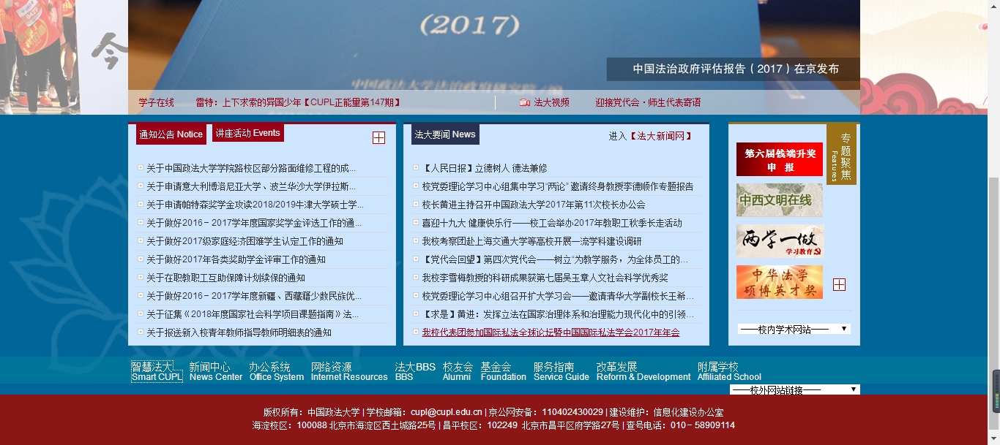 今
(2017)
中国法治政府评估报告（2017）在京发布
学子在线 雷特：上下求索的异国少年【CUPL正能量第147期】 法大视频 迎接党代会·师生代表寄语
通知公告 Notice 讲座活动 Events
关于中国政法大学学院路校区部分路面维修工程的成...
关于申请意大利博洛尼亚大学、波兰华沙大学伊拉斯...
关于申请帕特森奖学金攻读2018/2019牛津大学硕士学...
关于做好2016－2017学年度国家奖学金评选工作的通...
关于做好2017级家庭经济困难学生认定工作的通知
关于做好2017年各类奖助学金评审工作的通知
关于在职教职工互助保障计划续保的通知
关于做好2016－2017学年度新疆、西藏籍少数民族优...
关于征集《2018年度国家社会科学项目课题指南》法...
关于报送新入校青年教师指导教师明细表的通知
法大要闻 News 进入【法大新闻网】
【人民日报】立德树人 德法兼修
校党委理论学习中心组集中学习“两论” 邀请终身教授李德顺作专题报告
校长黄进主持召开中国政法大学2017年第11次校长办公会
喜迎十九大 健康快乐行——校工会举办2017年教职工秋季长走活动
我校考察团赴上海交通大学等高校开展一流学科建设调研
【党代会回望】第四次党代会——树立“为教学服务，为全体员工的...
我校李雪梅教授的科研成果获第七届吴玉章人文社会科学优秀奖
校党委理论学习中心组召开扩大学习会——邀请清华大学副校长王希...
【求是】黄进：发挥立法在国家治理体系和治理能力现代化中的引领...
我校代表团参加国际私法全球论坛暨中国国际私法学会2017年年会
专题聚焦
Features
第六届钱端升奖
申 报
中西文明在线
两学一做
学习教育
中华法学
硕博英才奖
——校内学术网站——
智慧法大 新闻中心 办公系统 网络资源 法大BBS 校友会 基金会 服务指南 改革发展 附属学校
Smart CUPL News Center Office System Internet Resources BBS Alumni Foundation Service Guide Reform & Development Affiliated School
——校外网站链接——
版权所有：中国政法大学 | 学校邮箱：cupl@cupl.edu.cn | 京公网安备：110402430029 | 建设维护：信息化建设办公室
海淀校区：100088 北京市海淀区西土城路25号 | 昌平校区：102249 北京市昌平区府学路27号 | 查号电话：010－58909114